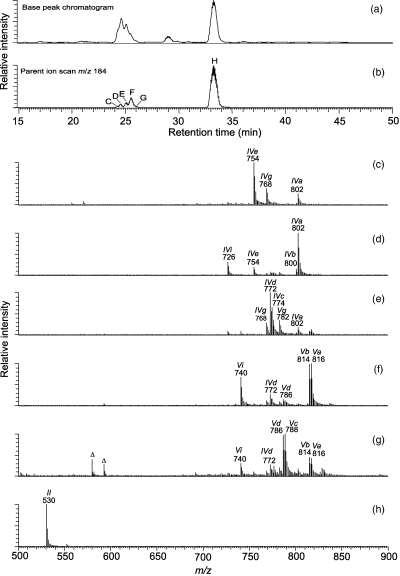 Base peak chromatogram (a)
Parent ion scan m/z 184 H (b)
C D E F G
15 20 25 30 35 40 45 50
Retention time (min)
Relative intensity
Relative intensity
IVe 754 IVg 768 IVa 802 (c)
IVi 726 IVe 754 IVb 800 IVa 802 (d)
IVg 768 IVd 772 IVc 774 Vg 782 IVa 802 (e)
Vi 740 IVd 772 Vd 786 Vb 814 Va 816 (f)
Δ Δ Vi 740 IVd 772 Vd 786 Vc 788 Vb 814 Va 816 (g)
II 530 (h)
500 550 600 650 700 750 800 850 900
m/z